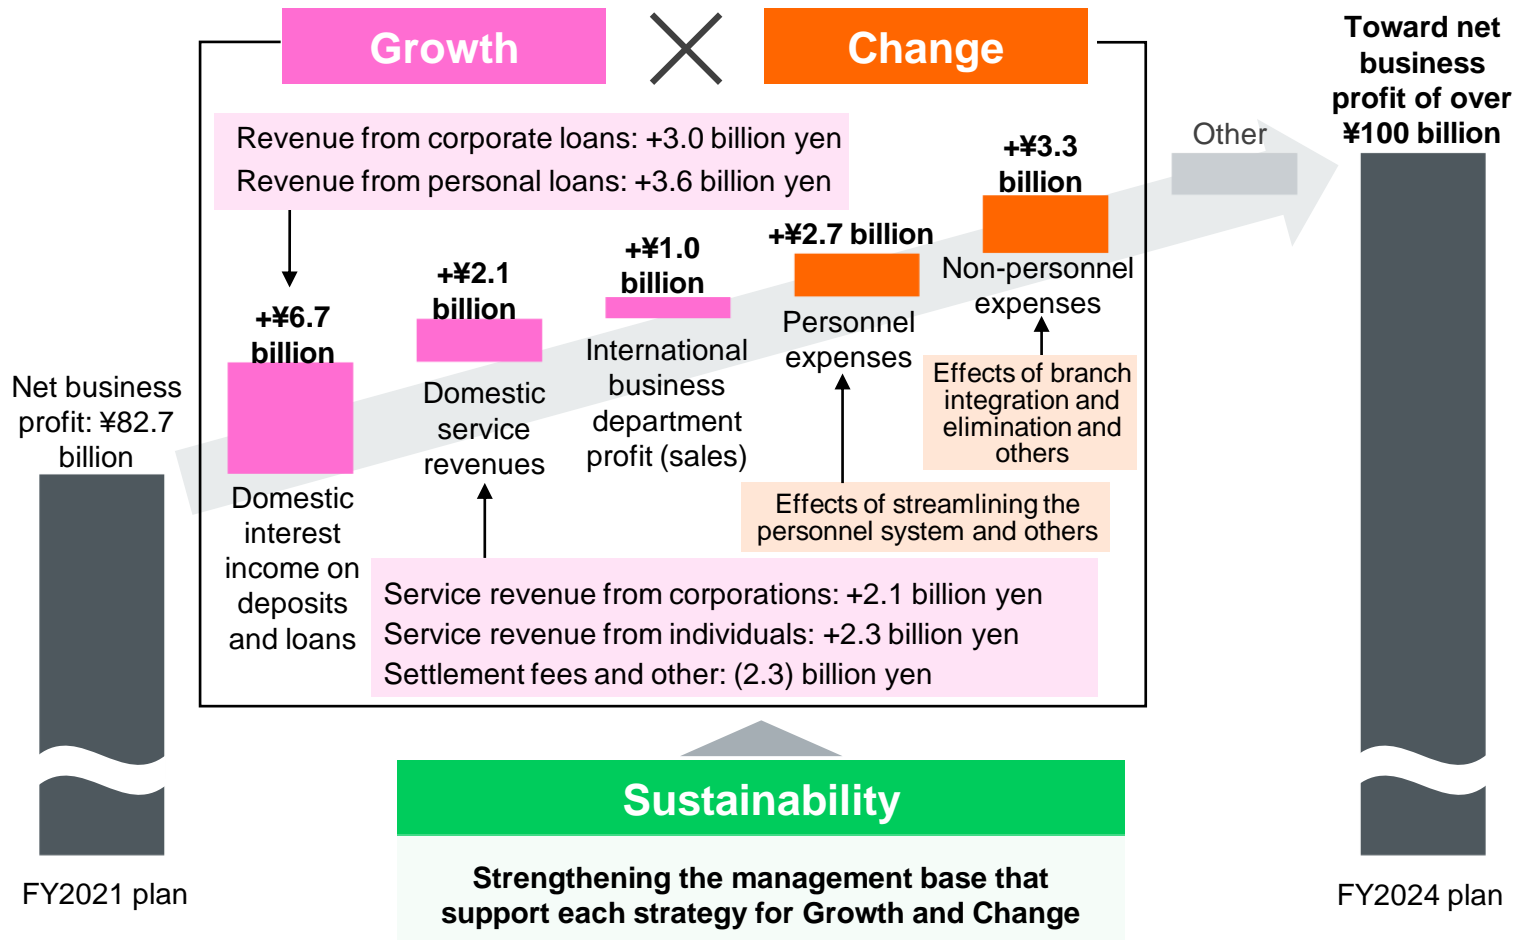 Growth
Change
Toward net
business
profit of over
¥100 billion
Revenue from corporate loans: +3.0 billion yen
Revenue from personal loans: +3.6 billion yen
Other
+¥3.3
billion
+¥2.7 billion
+¥1.0
billion
+¥2.1
billion
+¥6.7
billion
Net business
profit: ¥82.7
billion
Domestic
interest
income on
deposits
and loans
Domestic
service
revenues
International
business
department
profit (sales)
Personnel
expenses
Non-personnel
expenses
Effects of branch
integration and
elimination and
others
Effects of streamlining the
personnel system and others
Service revenue from corporations: +2.1 billion yen
Service revenue from individuals: +2.3 billion yen
Settlement fees and other: (2.3) billion yen
Sustainability
Strengthening the management base that
support each strategy for Growth and Change
FY2021 plan
FY2024 plan